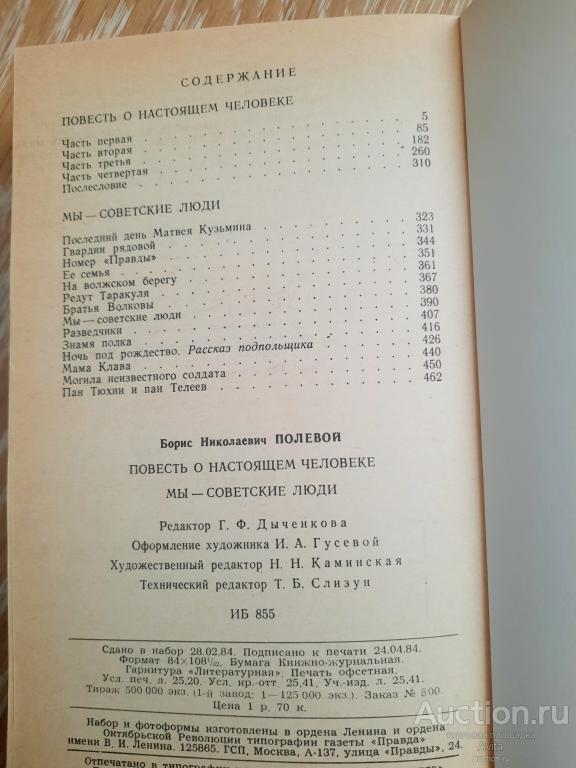 СОДЕРЖАНИЕ
ПОВЕСТЬ О НАСТОЯЩЕМ ЧЕЛОВЕКЕ
Часть первая . . . 5
Часть вторая . . . 85
Часть третья . . . 182
Часть четвертая . . . 260
Послесловие . . . 310
МЫ — СОВЕТСКИЕ ЛЮДИ
Последний день Матвея Кузьмина . . . 323
Гвардии рядовой . . . 331
Номер «Правды» . . . 344
Ее семья . . . 351
На волжском берегу . . . 361
Редут Таракуля . . . 367
Братья Волковы . . . 380
Мы — советские люди . . . 390
Разведчики . . . 407
Знамя полка . . . 416
Ночь под рождество. Рассказ подпольщика . . . 426
Мама Клава . . . 440
Могила неизвестного солдата . . . 450
Пан Тюхин и пан Телеев . . . 462
Борис Николаевич ПОЛЕВОЙ
ПОВЕСТЬ О НАСТОЯЩЕМ ЧЕЛОВЕКЕ
МЫ — СОВЕТСКИЕ ЛЮДИ
Редактор Г. Ф. Дыченкова
Оформление художника И. А. Гусевой
Художественный редактор Н. Н. Каминская
Технический редактор Т. Б. Слизун
ИБ 855
Сдано в набор 28.02.84. Подписано к печати 24.04.84.
Формат 84×108 1/32. Бумага Книжно-журнальная.
Гарнитура «Литературная». Печать офсетная.
Усл. печ. л. 25,20. Усл. кр.-отт. 25,41. Уч.-изд. л. 25,41.
Тираж 500 000 экз. (1-й завод: 1—125 000 экз.). Заказ № 800.
Цена 1 р. 70 к.
Набор и фотоформы изготовлены в ордена Ленина и ордена
Октябрьской Революции типографии газеты «Правда»
имени В. И. Ленина. 125865. ГСП, Москва, А-137, улица «Правды», 24.
Отпечатано в типографии
Auction.ru
торговая площадка
Avra